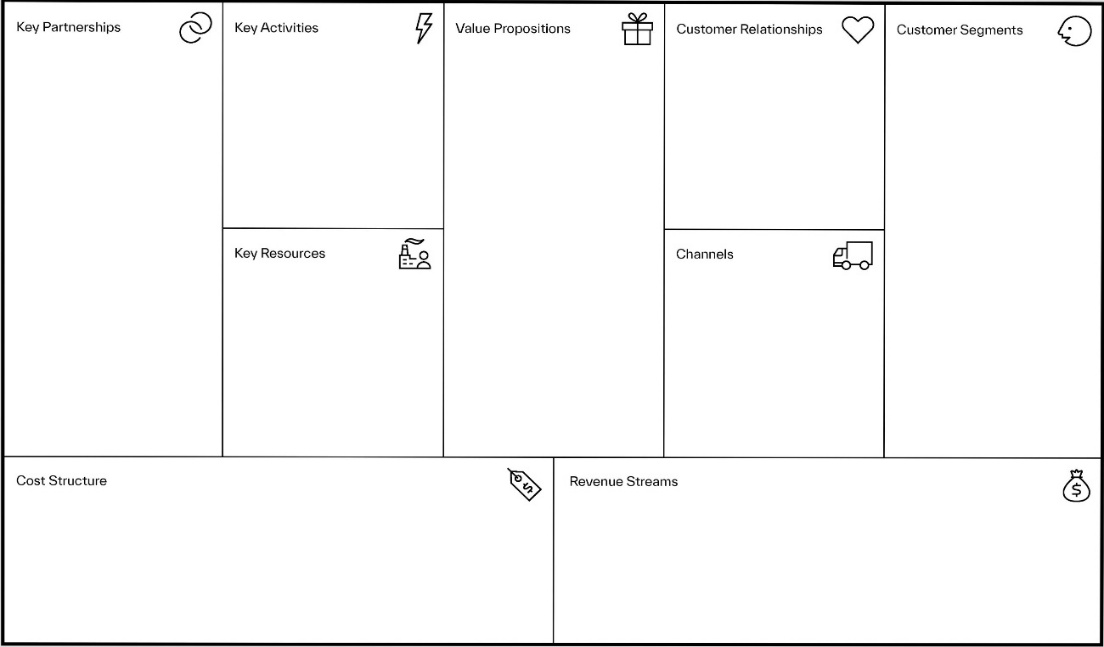 Key Partnerships
Key Activities
Value Propositions
Customer Relationships
Customer Segments
Key Resources
Channels
Cost Structure
Revenue Streams